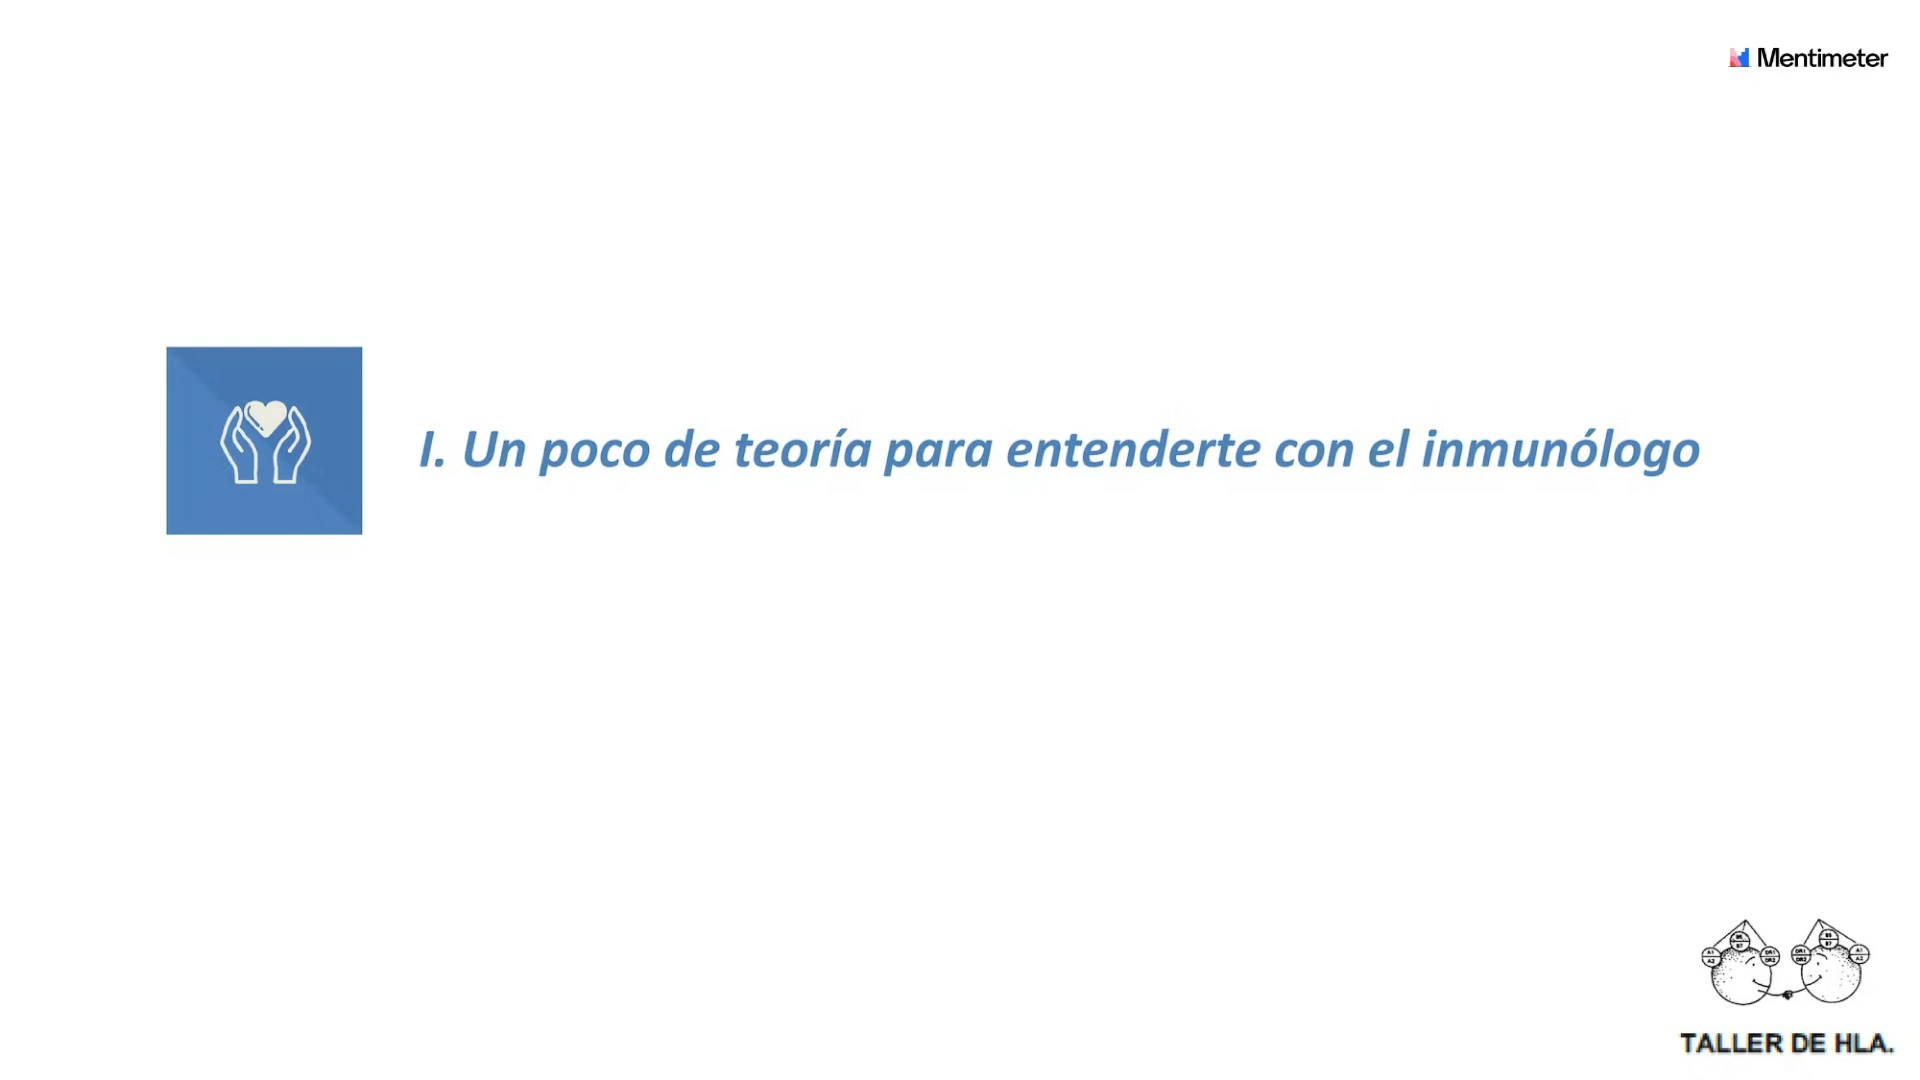 Mentimeter
I. Un poco de teoría para entenderte con el inmunólogo
TALLER DE HLA.